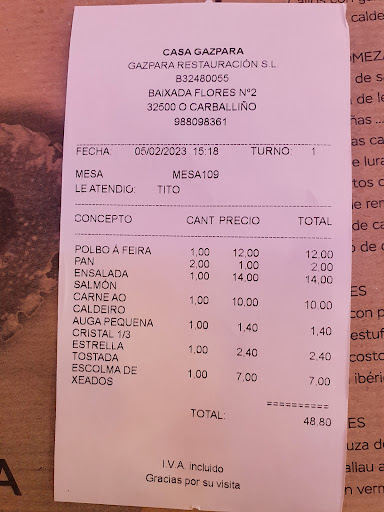 CASA GAZPARA
GAZPARA RESTAURACIÓN S.L.
B32480055
BAIXADA FLORES Nº2
32500 O CARBALLIÑO
988098361
FECHA: 05/02/2023 15:18 TURNO: 1
MESA MESA109
LE ATENDIO: TITO
CONCEPTO CANT PRECIO TOTAL
POLBO Á FEIRA 1,00 12,00 12,00
PAN 2,00 1,00 2,00
ENSALADA 1,00 14,00 14,00
SALMÓN
CARNE AO 1,00 10,00 10,00
CALDEIRO
AUGA PEQUENA 1,00 1,40 1,40
CRISTAL 1/3
ESTRELLA 1,00 2,40 2,40
TOSTADA
ESCOLMA DE 1,00 7,00 7,00
XEADOS
==========
TOTAL: 48,80
I.V.A. incluido
Gracias por su visita